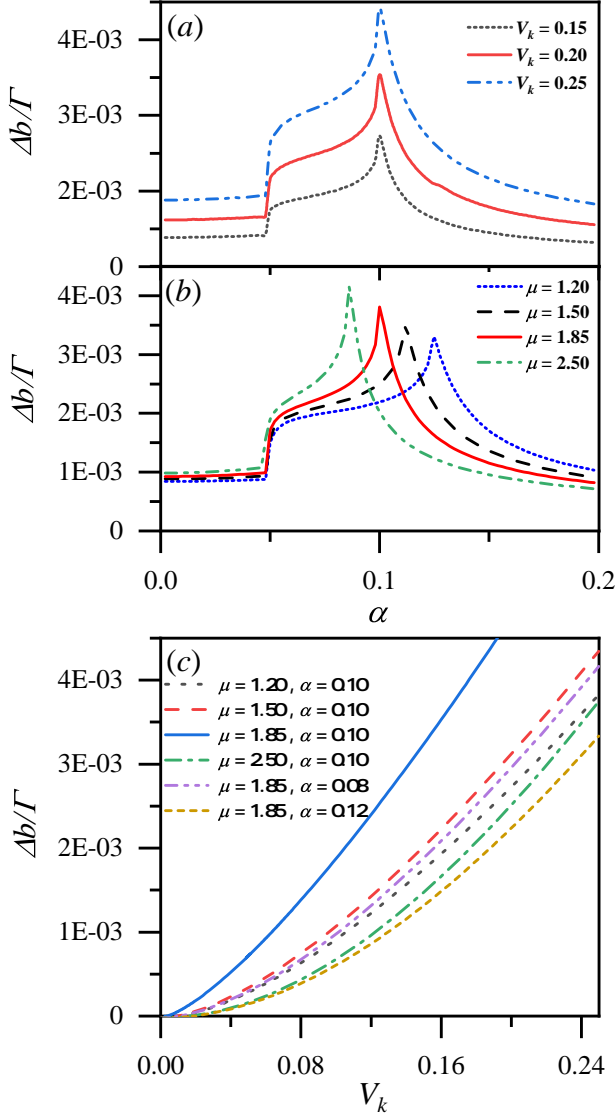 (a)
V_k = 0.15
V_k = 0.20
V_k = 0.25
4E-03
3E-03
2E-03
0
Δb/Γ
(b)
μ = 1.20
μ = 1.50
μ = 1.85
μ = 2.50
4E-03
3E-03
2E-03
1E-03
0
Δb/Γ
0.0 0.1 0.2
α
(c)
μ = 1.20, α = 0.10
μ = 1.50, α = 0.10
μ = 1.85, α = 0.10
μ = 2.50, α = 0.10
μ = 1.85, α = 0.08
μ = 1.85, α = 0.12
4E-03
3E-03
2E-03
1E-03
0
Δb/Γ
0.00 0.08 0.16 0.24
V_k